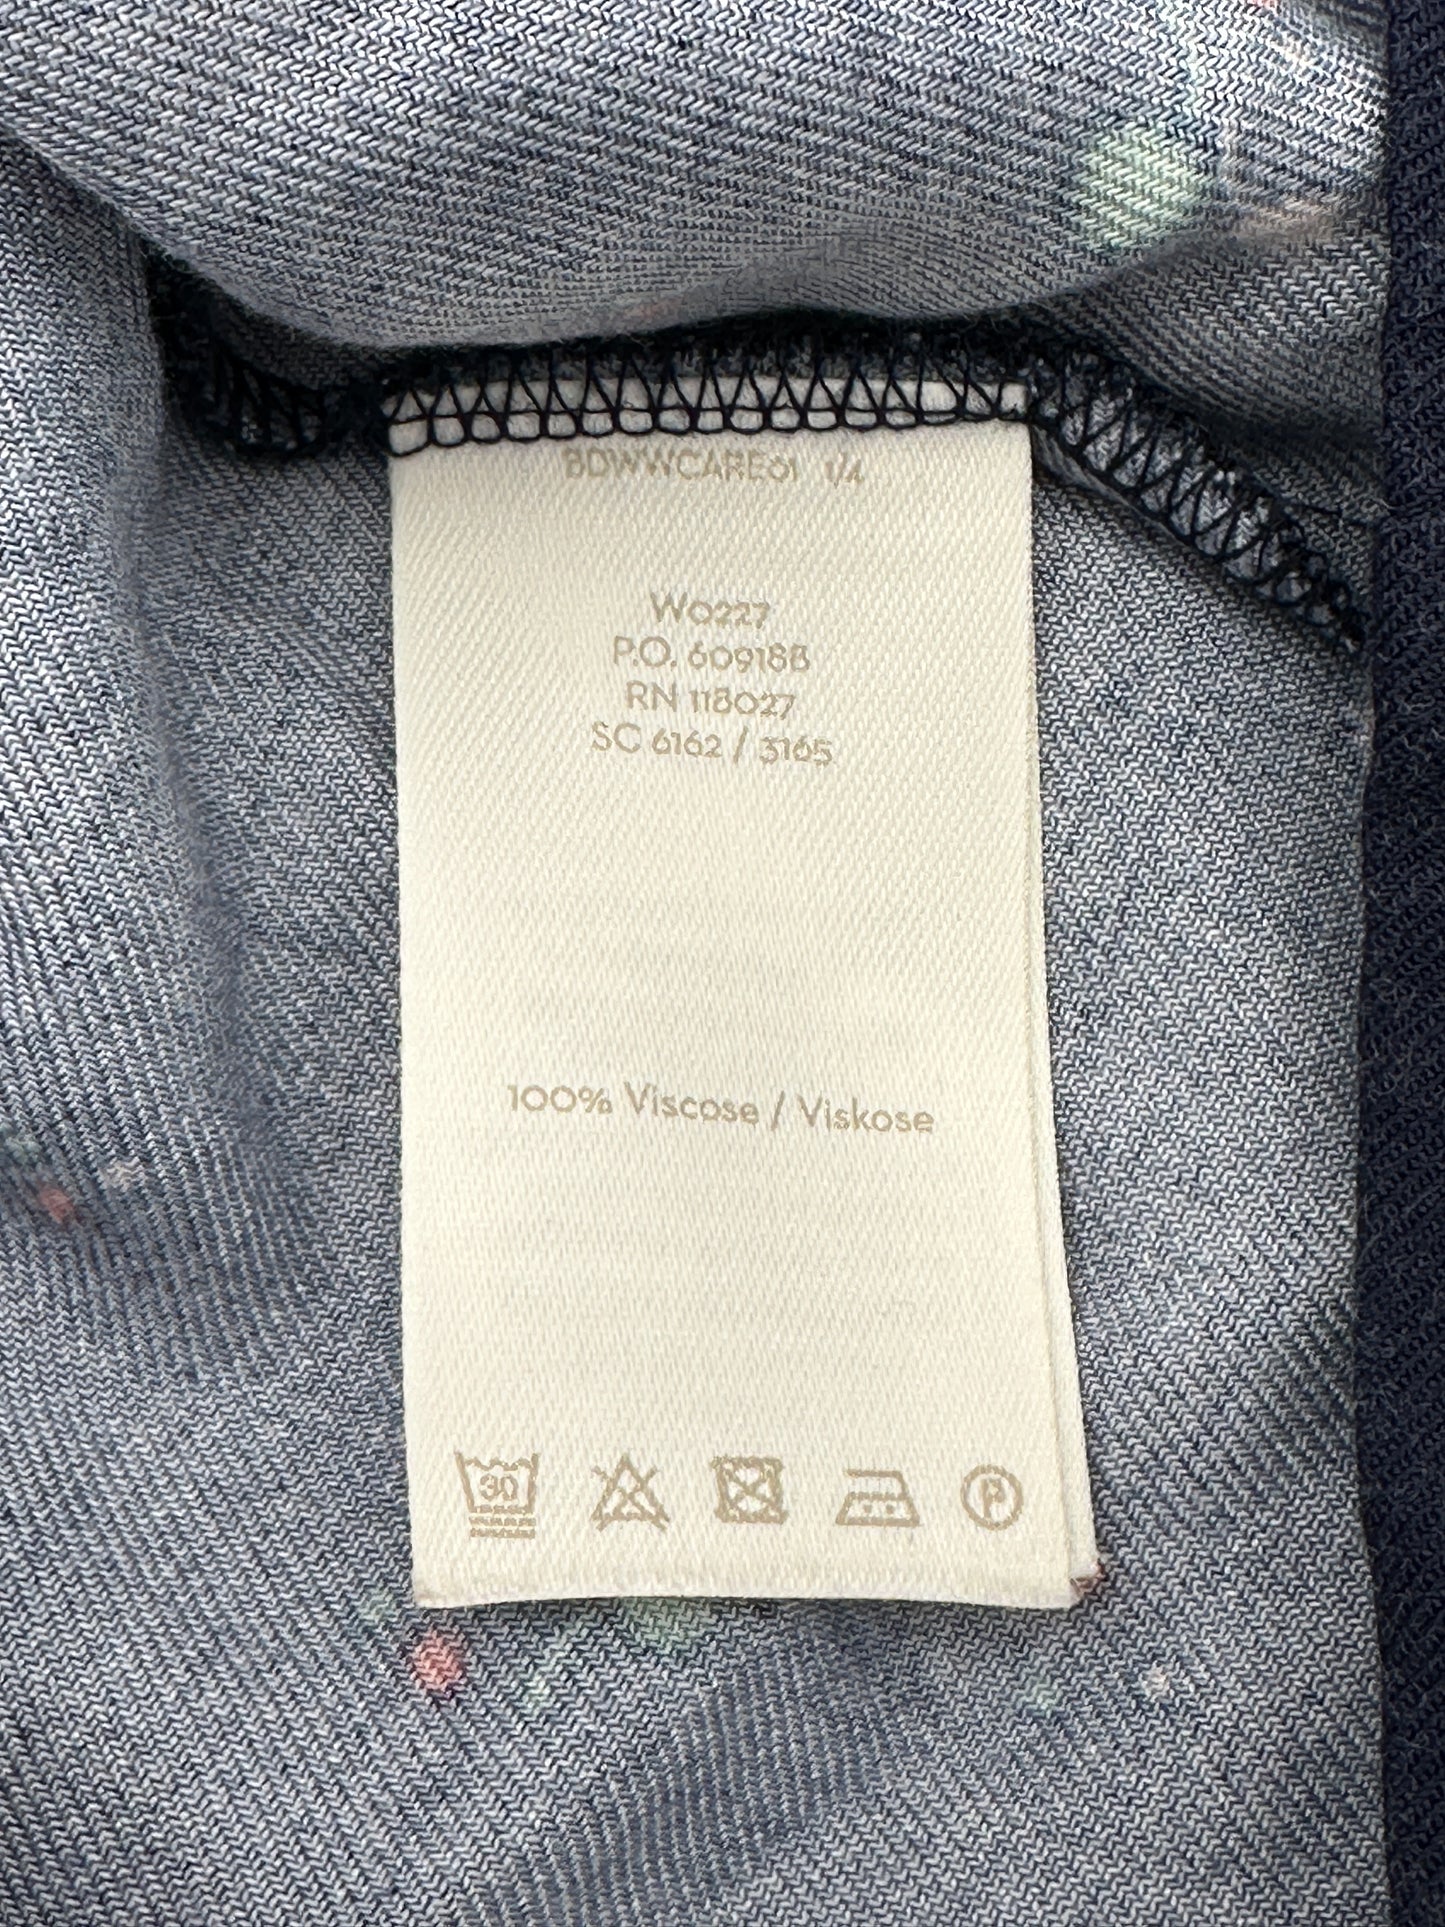 BDWWCARE01 1/4
W0227
P.O. 609188
RN 118027
SC 6162 / 3165
100% Viscose / Viskose
30
P